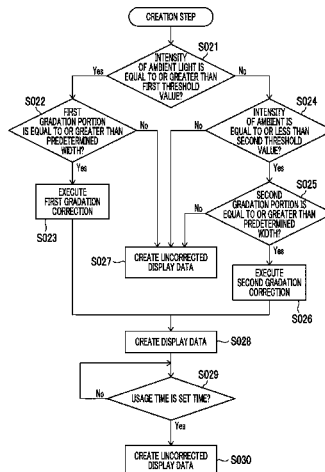 CREATION STEP
S021
INTENSITY
OF AMBIENT LIGHT IS
EQUAL TO OR GREATER THAN
FIRST THRESHOLD
VALUE?
Yes
No
S022
FIRST
GRADATION PORTION
IS EQUAL TO OR GREATER THAN
PREDETERMINED
WIDTH?
No
Yes
S024
INTENSITY
OF AMBIENT IS
EQUAL TO OR LESS THAN
SECOND THRESHOLD
VALUE?
No
Yes
EXECUTE
FIRST GRADATION
CORRECTION
S023
S025
SECOND
GRADATION PORTION IS
EQUAL TO OR GREATER THAN
PREDETERMINED
WIDTH?
No
Yes
S027
CREATE UNCORRECTED
DISPLAY DATA
EXECUTE
SECOND GRADATION
CORRECTION
S026
CREATE DISPLAY DATA
S028
S029
USAGE TIME IS SET TIME?
No
Yes
CREATE UNCORRECTED
DISPLAY DATA
S030